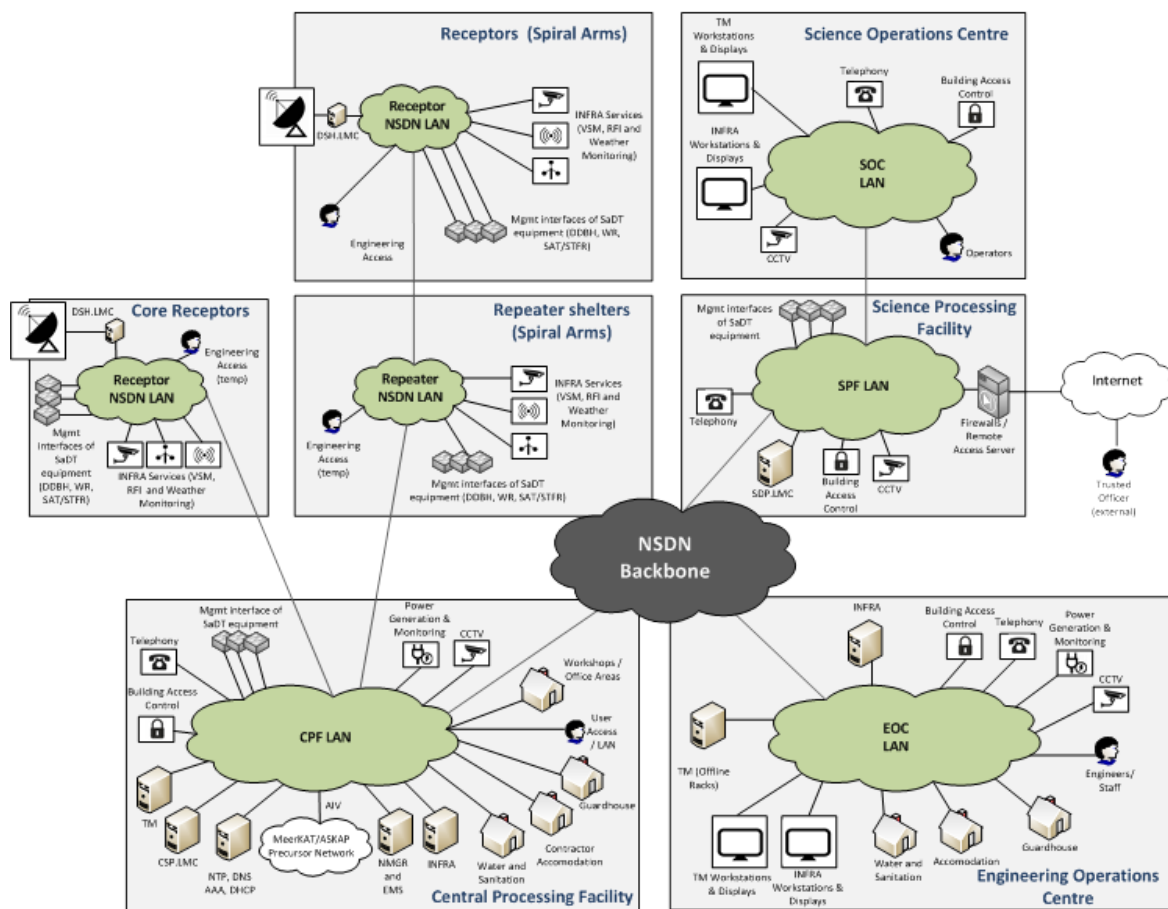 Receptors (Spiral Arms)
DSH.LMC
Receptor
NSDN LAN
INFRA Services
(VSM, RFI and
Weather
Monitoring)
Engineering
Access
Mgmt interfaces of SaDT
equipment (DDBH, WR,
SAT/STFR)
TM
Workstations
& Displays
Science Operations Centre
Telephony
Building Access
Control
INFRA
Workstations &
Displays
SOC
LAN
CCTV
Operators
DSH.LMC
Core Receptors
Engineering
Access
(temp)
Receptor
NSDN LAN
Mgmt
interfaces of
SaDT
equipment
(DDBH, WR,
SAT/STFR)
INFRA Services (VSM,
RFI and Weather
Monitoring)
Repeater shelters
(Spiral Arms)
Repeater
NSDN LAN
INFRA Services
(VSM, RFI and
Weather
Monitoring)
Engineering
Access
(temp)
Mgmt interfaces of SaDT
equipment (DDBH, WR, SAT/STFR)
Mgmt interfaces
of SaDT
equipment
Science Processing
Facility
SPF LAN
Telephony
SDP.LMC
Building
Access
Control
CCTV
Firewalls /
Remote
Access Server
Internet
Trusted
Officer
(external)
NSDN
Backbone
Mgmt interface of
SaDT equipment
Telephony
Power
Generation &
Monitoring
CCTV
Workshops /
Office Areas
Building Access
Control
CPF LAN
User
Access
/ LAN
Guardhouse
TM
CSP.LMC
NTP, DNS
AAA, DHCP
AIV
MeerKAT/ASKAP
Precursor Network
NMGR
and
EMS
INFRA
Water and
Sanitation
Contractor
Accomodation
Central Processing Facility
INFRA
Building Access
Control
Telephony
Power
Generation &
Monitoring
CCTV
EOC
LAN
TM (Offline
Racks)
Engineers/
Staff
Guardhouse
TM Workstations
& Displays
INFRA
Workstations &
Displays
Water and
Sanitation
Accomodation
Engineering Operations
Centre